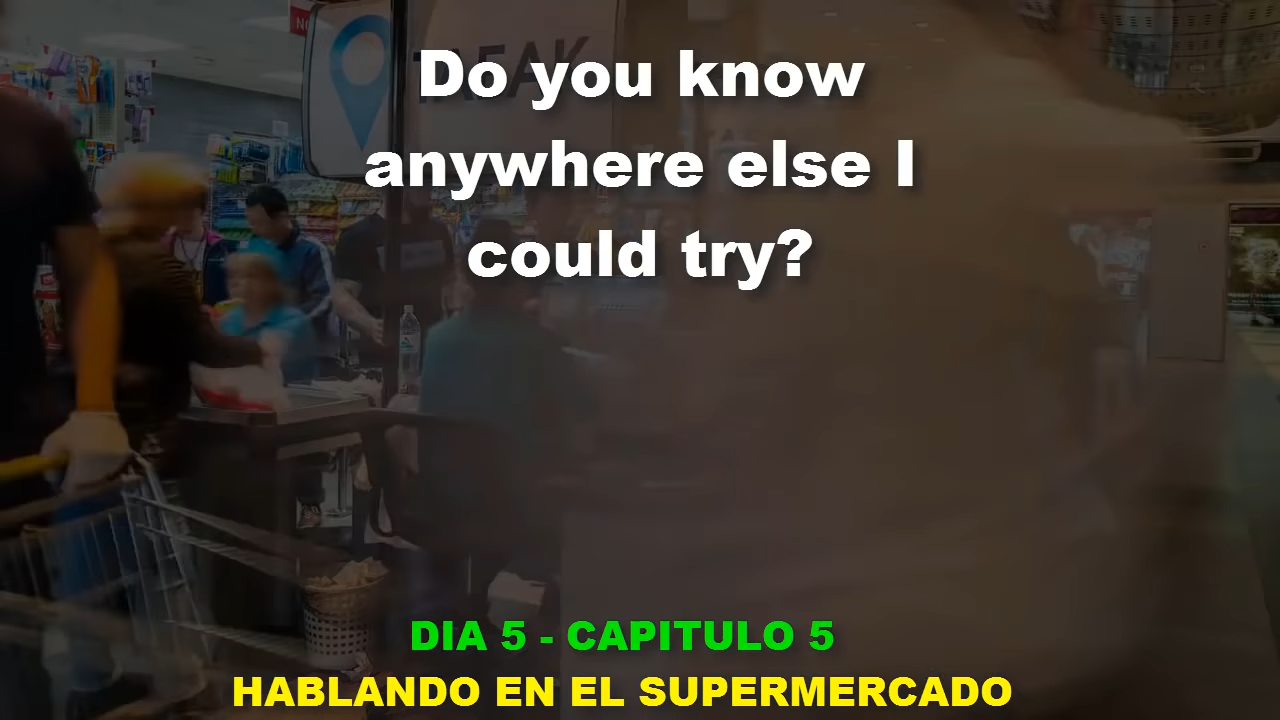 Do you know
anywhere else I
could try?
DIA 5 - CAPITULO 5
HABLANDO EN EL SUPERMERCADO